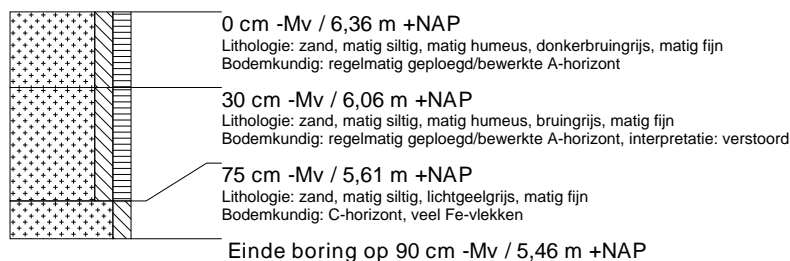 0 cm -Mv / 6,36 m +NAP
Lithologie: zand, matig siltig, matig humeus, donkerbruingrijs, matig fijn
Bodemkundig: regelmatig geploegd/bewerkte A-horizont
30 cm -Mv / 6,06 m +NAP
Lithologie: zand, matig siltig, matig humeus, bruingrijs, matig fijn
Bodemkundig: regelmatig geploegd/bewerkte A-horizont, interpretatie: verstoord
75 cm -Mv / 5,61 m +NAP
Lithologie: zand, matig siltig, lichtgeelgrijs, matig fijn
Bodemkundig: C-horizont, veel Fe-vlekken
Einde boring op 90 cm -Mv / 5,46 m +NAP